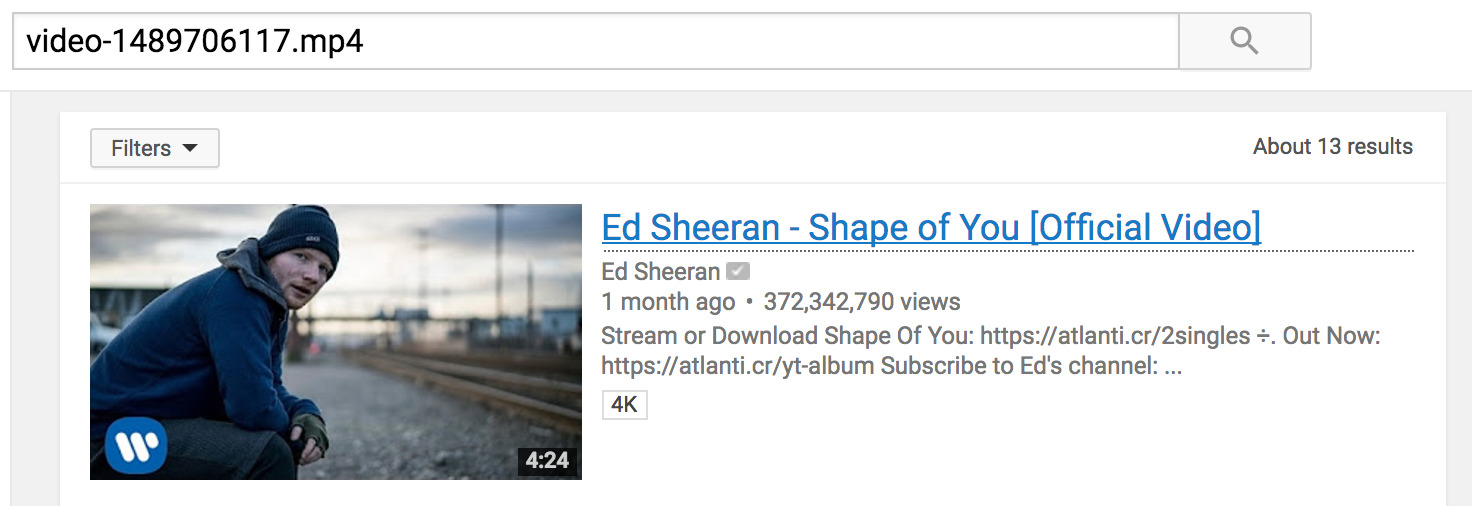 video-1489706117.mp4
Filters
About 13 results
Ed Sheeran - Shape of You [Official Video]
Ed Sheeran
1 month ago • 372,342,790 views
Stream or Download Shape Of You: https://atlanti.cr/2singles ÷. Out Now:
https://atlanti.cr/yt-album Subscribe to Ed's channel: ...
4K
4:24